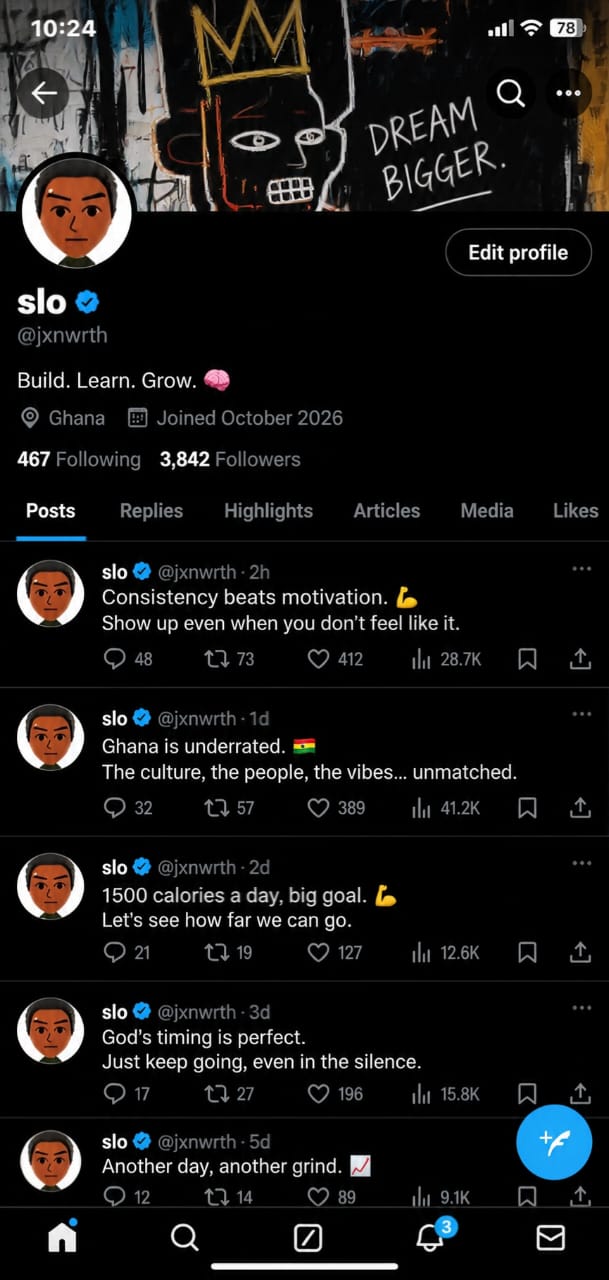 10:24
78
DREAM
BIGGER.
Edit profile
slo
@jxnwrth
Build. Learn. Grow. 🧠
Ghana Joined October 2026
467 Following 3,842 Followers
Posts Replies Highlights Articles Media Likes
slo @jxnwrth · 2h
Consistency beats motivation. 💪
Show up even when you don't feel like it.
48 73 412 28.7K
slo @jxnwrth · 1d
Ghana is underrated. 🇬🇭
The culture, the people, the vibes... unmatched.
32 57 389 41.2K
slo @jxnwrth · 2d
1500 calories a day, big goal. 💪
Let's see how far we can go.
21 19 127 12.6K
slo @jxnwrth · 3d
God's timing is perfect.
Just keep going, even in the silence.
17 27 196 15.8K
slo @jxnwrth · 5d
Another day, another grind. 📈
12 14 89 9.1K
3